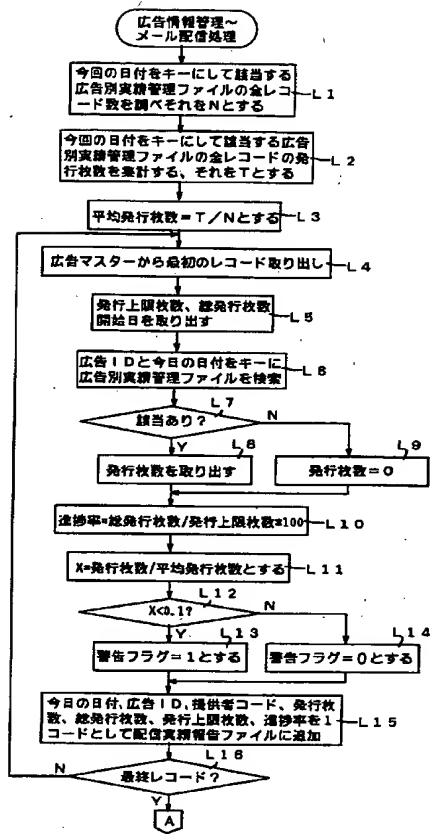 広告情報管理〜
メール配信処理
今回の日付をキーにして該当する
広告別実績管理ファイルの全レコ
ード数を調べそれをNとする
L1
今回の日付をキーにして該当する広告
別実績管理ファイルの全レコードの発
行枚数を集計する、それをTとする
L2
平均発行枚数=T/Nとする
L3
広告マスターから最初のレコード取り出し
L4
発行上限枚数、総発行枚数
開始日を取り出す
L5
広告IDと今日の日付をキーに
広告別実績管理ファイルを検索
L6
L7
該当あり?
N
Y
L8
発行枚数を取り出す
L9
発行枚数=0
進捗率=総発行枚数/発行上限枚数*100
L10
X=発行枚数/平均発行枚数とする
L11
L12
X<0.1?
N
Y
L13
警告フラグ=1とする
L14
警告フラグ=0とする
今日の日付、広告ID、提供者コード、発行枚
数、総発行枚数、発行上限枚数、進捗率を1
コードとして配信実績報告ファイルに追加
L15
L16
N
最終レコード?
Y
A